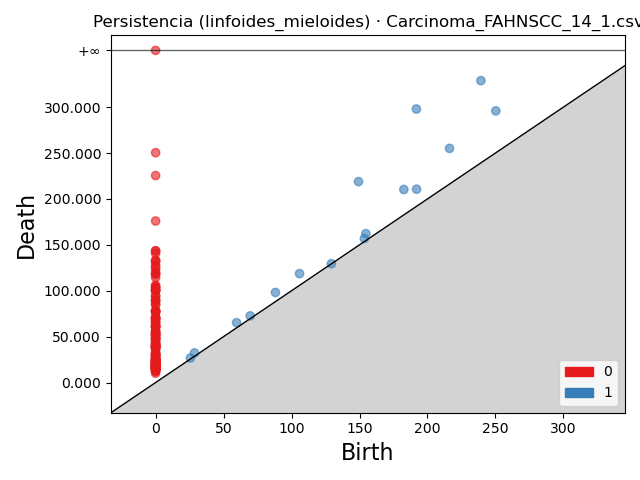 Persistencia (linfoides_mieloides) · Carcinoma_FAHNSCC_14_1.csv
+∞
300.000
250.000
200.000
150.000
100.000
50.000
0.000
Death
0
1
0 50 100 150 200 250 300
Birth